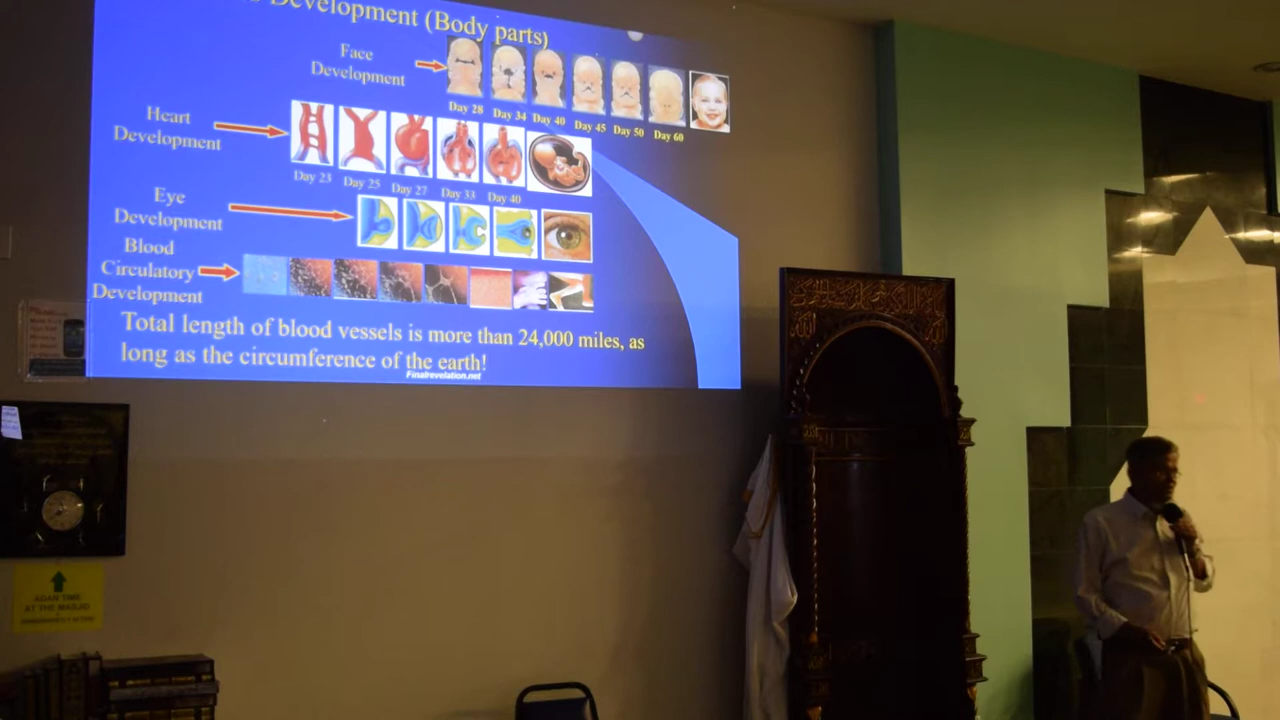 Development (Body parts)
Face
Development
Day 28 Day 34 Day 40 Day 45 Day 50 Day 60
Heart
Development
Day 23 Day 25 Day 27 Day 33 Day 40
Eye
Development
Blood
Circulatory
Development
Total length of blood vessels is more than 24,000 miles, as
long as the circumference of the earth!
Finalrevelation.net
ADAN TIME
AT THE MASJID